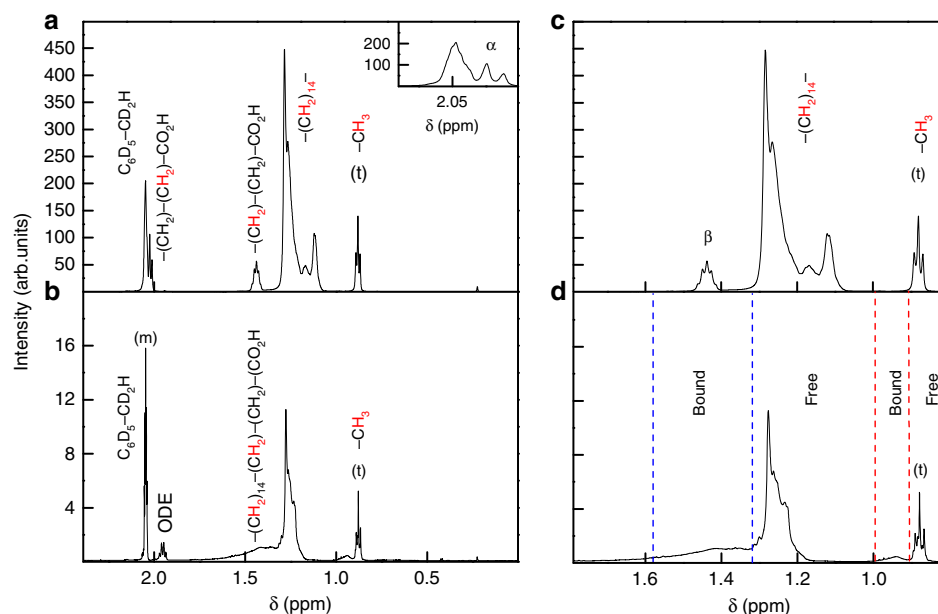 a
b
c
d
Intensity (arb.units)
450
400
350
300
250
200
150
100
50
C₆D₅–CD₂H
–(CH₂)–(CH₂)–CO₂H
–(CH₂)–(CH₂)–CO₂H
–(CH₂)₁₄–
–CH₃
(t)
200
100
α
2.05
δ (ppm)
β
–(CH₂)₁₄–
–CH₃
(t)
16
12
8
4
C₆D₅–CD₂H
(m)
ODE
–(CH₂)₁₄–(CH₂)–(CH₂)–(CO₂H
–CH₃
(t)
2.0
1.5
1.0
0.5
δ (ppm)
Bound
Free
Bound
Free
(t)
1.6
1.2
1.0
δ (ppm)